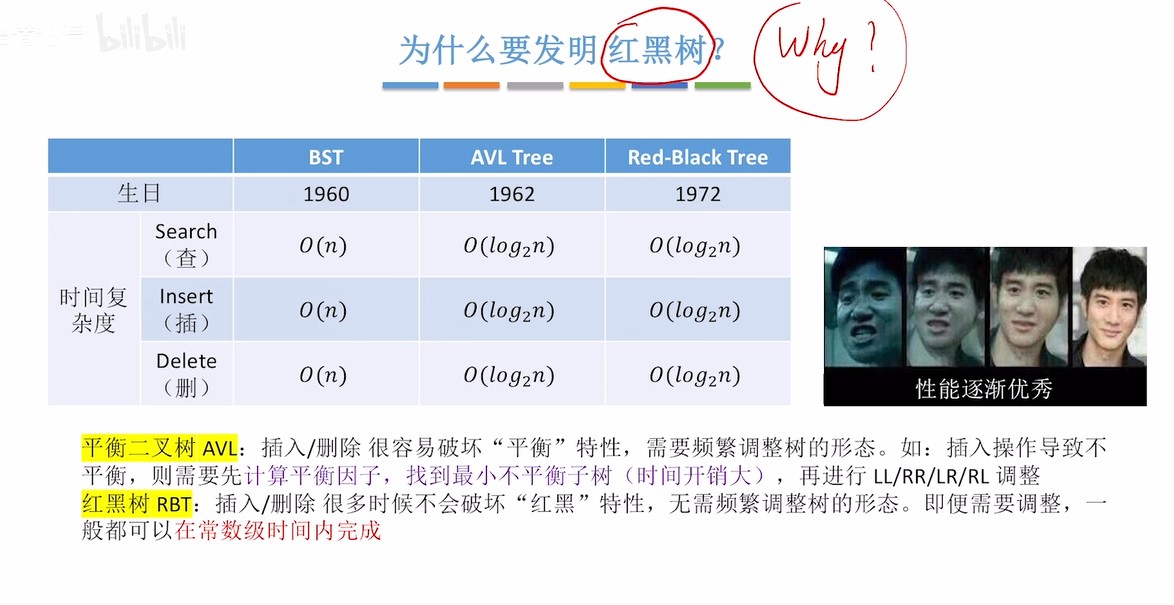 bilibili
为什么要发明 红黑树?
Why?
BST AVL Tree Red-Black Tree
生日 1960 1962 1972
时间复杂度
Search（查） O(n) O(log₂n) O(log₂n)
Insert（插） O(n) O(log₂n) O(log₂n)
Delete（删） O(n) O(log₂n) O(log₂n)
性能逐渐优秀
平衡二叉树 AVL：插入/删除 很容易破坏“平衡”特性，需要频繁调整树的形态。如：插入操作导致不
平衡，则需要先计算平衡因子，找到最小不平衡子树（时间开销大），再进行 LL/RR/LR/RL 调整
红黑树 RBT：插入/删除 很多时候不会破坏“红黑”特性，无需频繁调整树的形态。即便需要调整，一
般都可以在常数级时间内完成